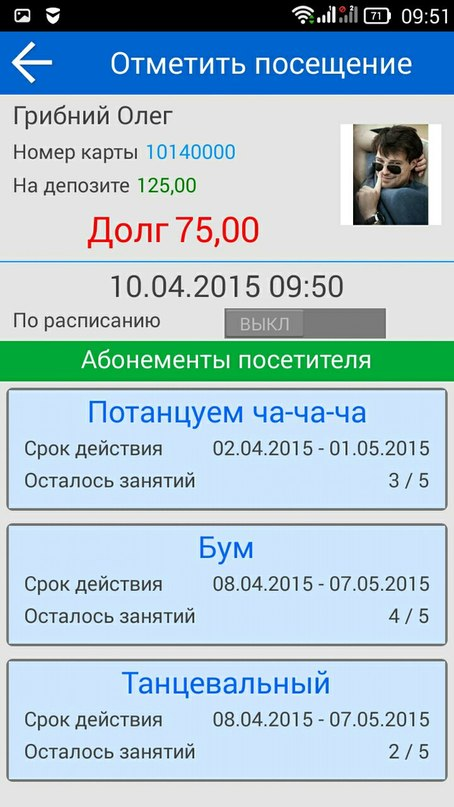 71 09:51
Отметить посещение
Грибний Олег
Номер карты 10140000
На депозите 125,00
Долг 75,00
10.04.2015 09:50
По расписанию ВЫКЛ
Абонементы посетителя
Потанцуем ча-ча-ча
Срок действия 02.04.2015 - 01.05.2015
Осталось занятий 3 / 5
Бум
Срок действия 08.04.2015 - 07.05.2015
Осталось занятий 4 / 5
Танцевальный
Срок действия 08.04.2015 - 07.05.2015
Осталось занятий 2 / 5